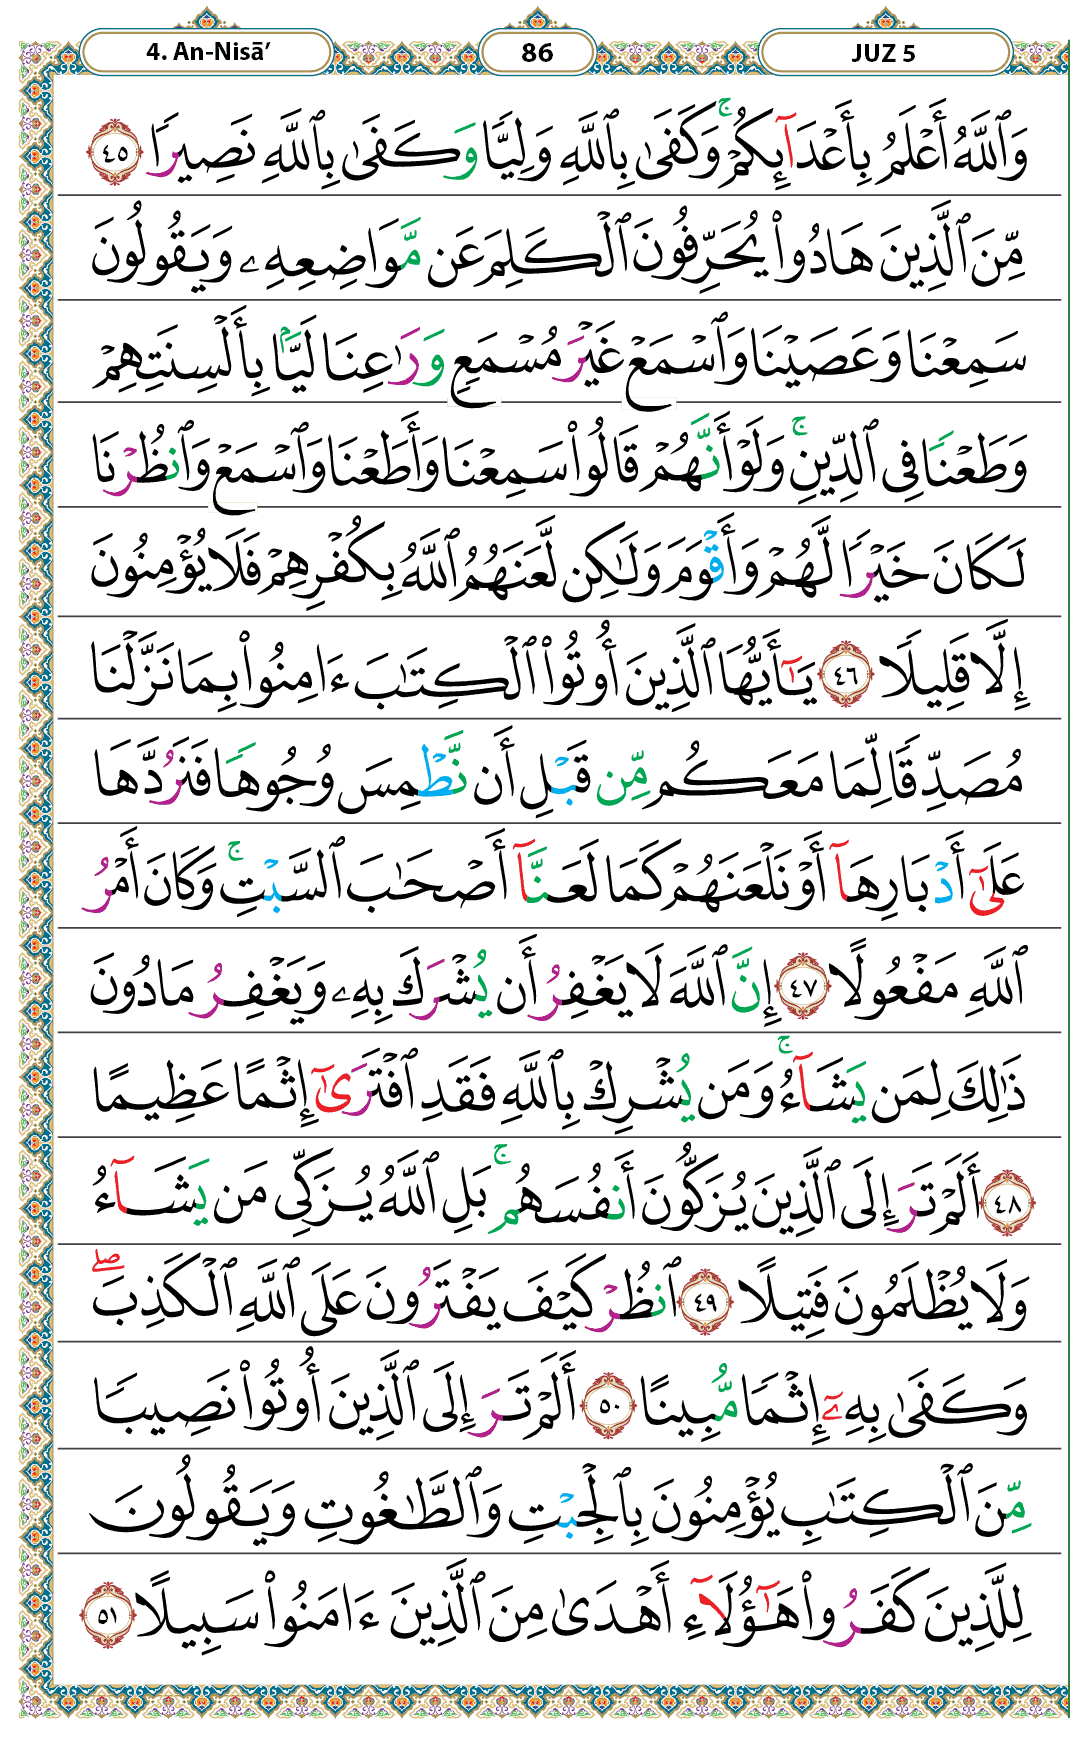 4. An-Nisā’
86
JUZ 5
وَٱللَّهُ أَعْلَمُ بِأَعْدَآئِكُمْ ۚ وَكَفَىٰ بِٱللَّهِ وَلِيًّا وَكَفَىٰ بِٱللَّهِ نَصِيرًا ٤٥
مِّنَ ٱلَّذِينَ هَادُوا۟ يُحَرِّفُونَ ٱلْكَلِمَ عَن مَّوَاضِعِهِۦ وَيَقُولُونَ
سَمِعْنَا وَعَصَيْنَا وَٱسْمَعْ غَيْرَ مُسْمَعٍ وَرَٰعِنَا لَيًّۢا بِأَلْسِنَتِهِمْ
وَطَعْنًا فِى ٱلدِّينِ ۚ وَلَوْ أَنَّهُمْ قَالُوا۟ سَمِعْنَا وَأَطَعْنَا وَٱسْمَعْ وَٱنظُرْنَا
لَكَانَ خَيْرًا لَّهُمْ وَأَقْوَمَ وَلَـٰكِن لَّعَنَهُمُ ٱللَّهُ بِكُفْرِهِمْ فَلَا يُؤْمِنُونَ
إِلَّا قَلِيلًا ٤٦ يَـٰٓأَيُّهَا ٱلَّذِينَ أُوتُوا۟ ٱلْكِتَـٰبَ ءَامِنُوا۟ بِمَا نَزَّلْنَا
مُصَدِّقًا لِّمَا مَعَكُم مِّن قَبْلِ أَن نَّطْمِسَ وُجُوهًا فَنَرُدَّهَا
عَلَىٰٓ أَدْبَارِهَآ أَوْ نَلْعَنَهُمْ كَمَا لَعَنَّآ أَصْحَـٰبَ ٱلسَّبْتِ ۚ وَكَانَ أَمْرُ
ٱللَّهِ مَفْعُولًا ٤٧ إِنَّ ٱللَّهَ لَا يَغْفِرُ أَن يُشْرَكَ بِهِۦ وَيَغْفِرُ مَا دُونَ
ذَٰلِكَ لِمَن يَشَآءُ ۚ وَمَن يُشْرِكْ بِٱللَّهِ فَقَدِ ٱفْتَرَىٰٓ إِثْمًا عَظِيمًا
٤٨ أَلَمْ تَرَ إِلَى ٱلَّذِينَ يُزَكُّونَ أَنفُسَهُم ۚ بَلِ ٱللَّهُ يُزَكِّى مَن يَشَآءُ
وَلَا يُظْلَمُونَ فَتِيلًا ٤٩ ٱنظُرْ كَيْفَ يَفْتَرُونَ عَلَى ٱللَّهِ ٱلْكَذِبَ ۖ
وَكَفَىٰ بِهِۦٓ إِثْمًا مُّبِينًا ٥٠ أَلَمْ تَرَ إِلَى ٱلَّذِينَ أُوتُوا۟ نَصِيبًا
مِّنَ ٱلْكِتَـٰبِ يُؤْمِنُونَ بِٱلْجِبْتِ وَٱلطَّـٰغُوتِ وَيَقُولُونَ
لِلَّذِينَ كَفَرُوا۟ هَـٰٓؤُلَآءِ أَهْدَىٰ مِنَ ٱلَّذِينَ ءَامَنُوا۟ سَبِيلًا ٥١